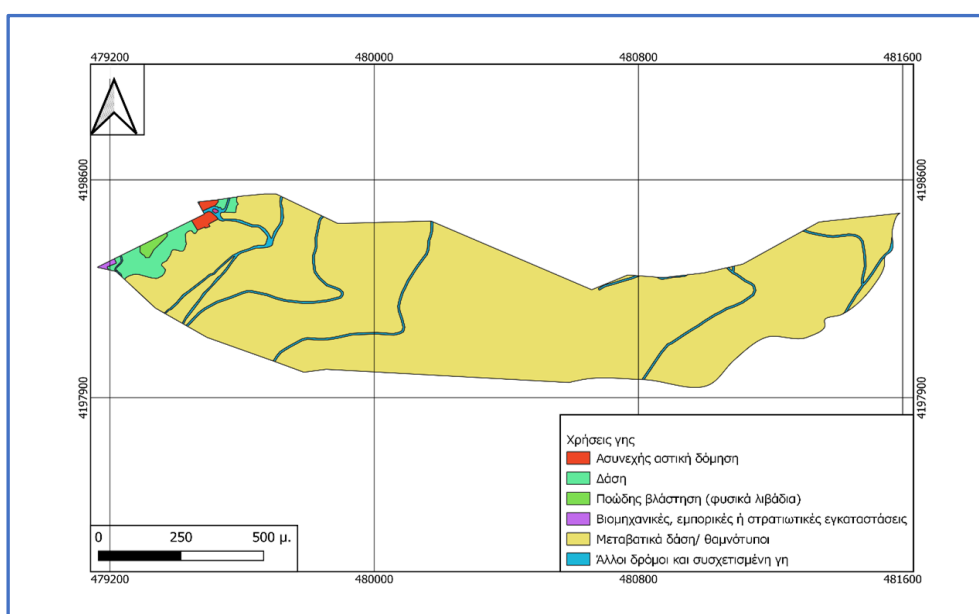 479200 480000 480800 481600
4198600 4198600
4197900 4197900
Χρήσεις γης
Ασυνεχής αστική δόμηση
Δάση
Ποώδης βλάστηση (φυσικά λιβάδια)
Βιομηχανικές, εμπορικές ή στρατιωτικές εγκαταστάσεις
Μεταβατικά δάση/ θαμνότυποι
Άλλοι δρόμοι και συσχετισμένη γη
0 250 500 μ.
479200 480000 480800 481600